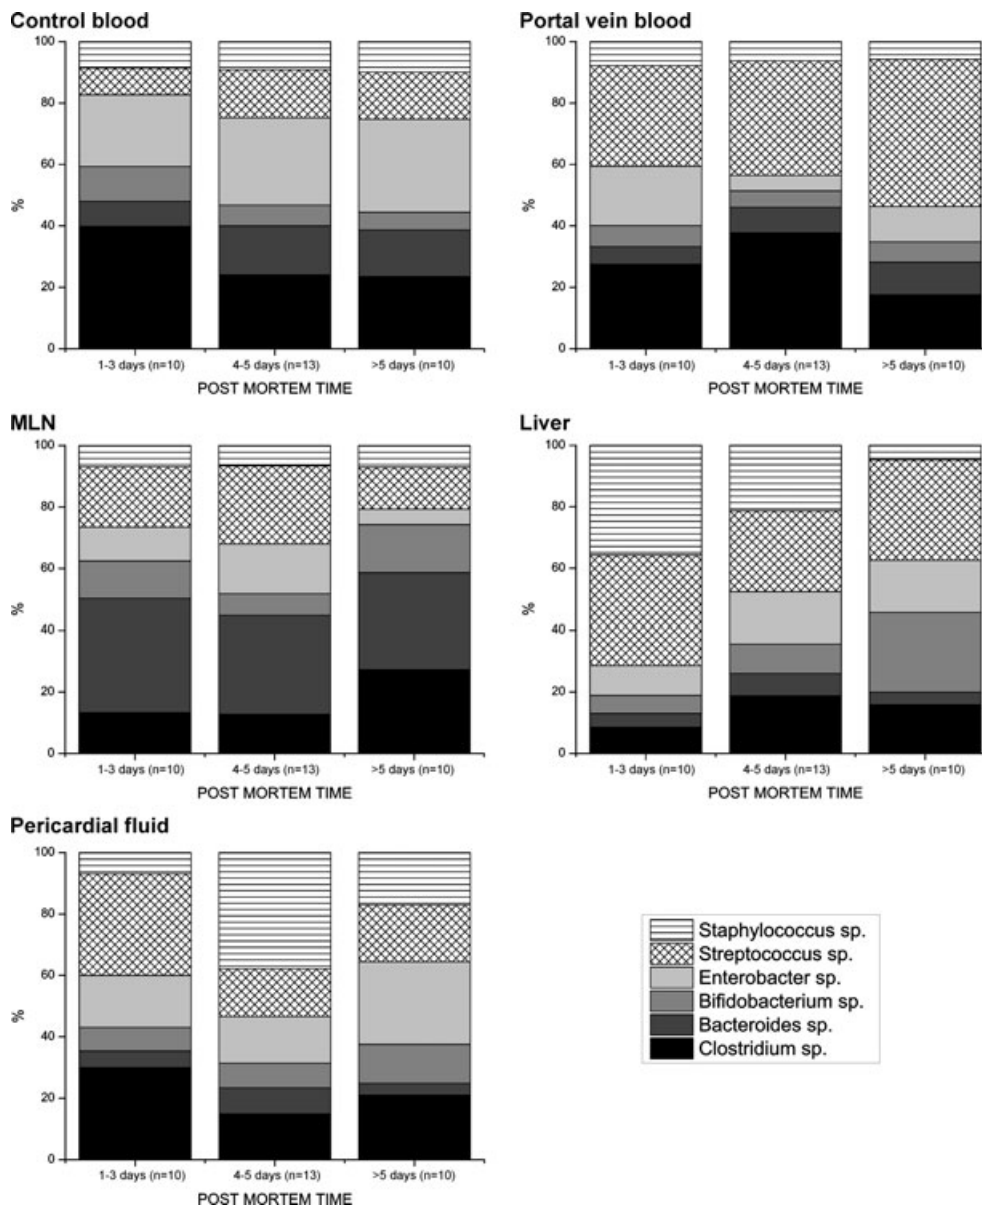 Control blood
100
80
60
40
20
0
%
1-3 days (n=10) 4-5 days (n=13) >5 days (n=10)
POST MORTEM TIME
Portal vein blood
100
80
60
40
20
0
%
1-3 days (n=10) 4-5 days (n=13) >5 days (n=10)
POST MORTEM TIME
MLN
100
80
60
40
20
0
%
1-3 days (n=10) 4-5 days (n=13) >5 days (n=10)
POST MORTEM TIME
Liver
100
80
60
40
20
0
%
1-3 days (n=10) 4-5 days (n=13) >5 days (n=10)
POST MORTEM TIME
Pericardial fluid
100
80
60
40
20
0
%
1-3 days (n=10) 4-5 days (n=13) >5 days (n=10)
POST MORTEM TIME
Staphylococcus sp.
Streptococcus sp.
Enterobacter sp.
Bifidobacterium sp.
Bacteroides sp.
Clostridium sp.